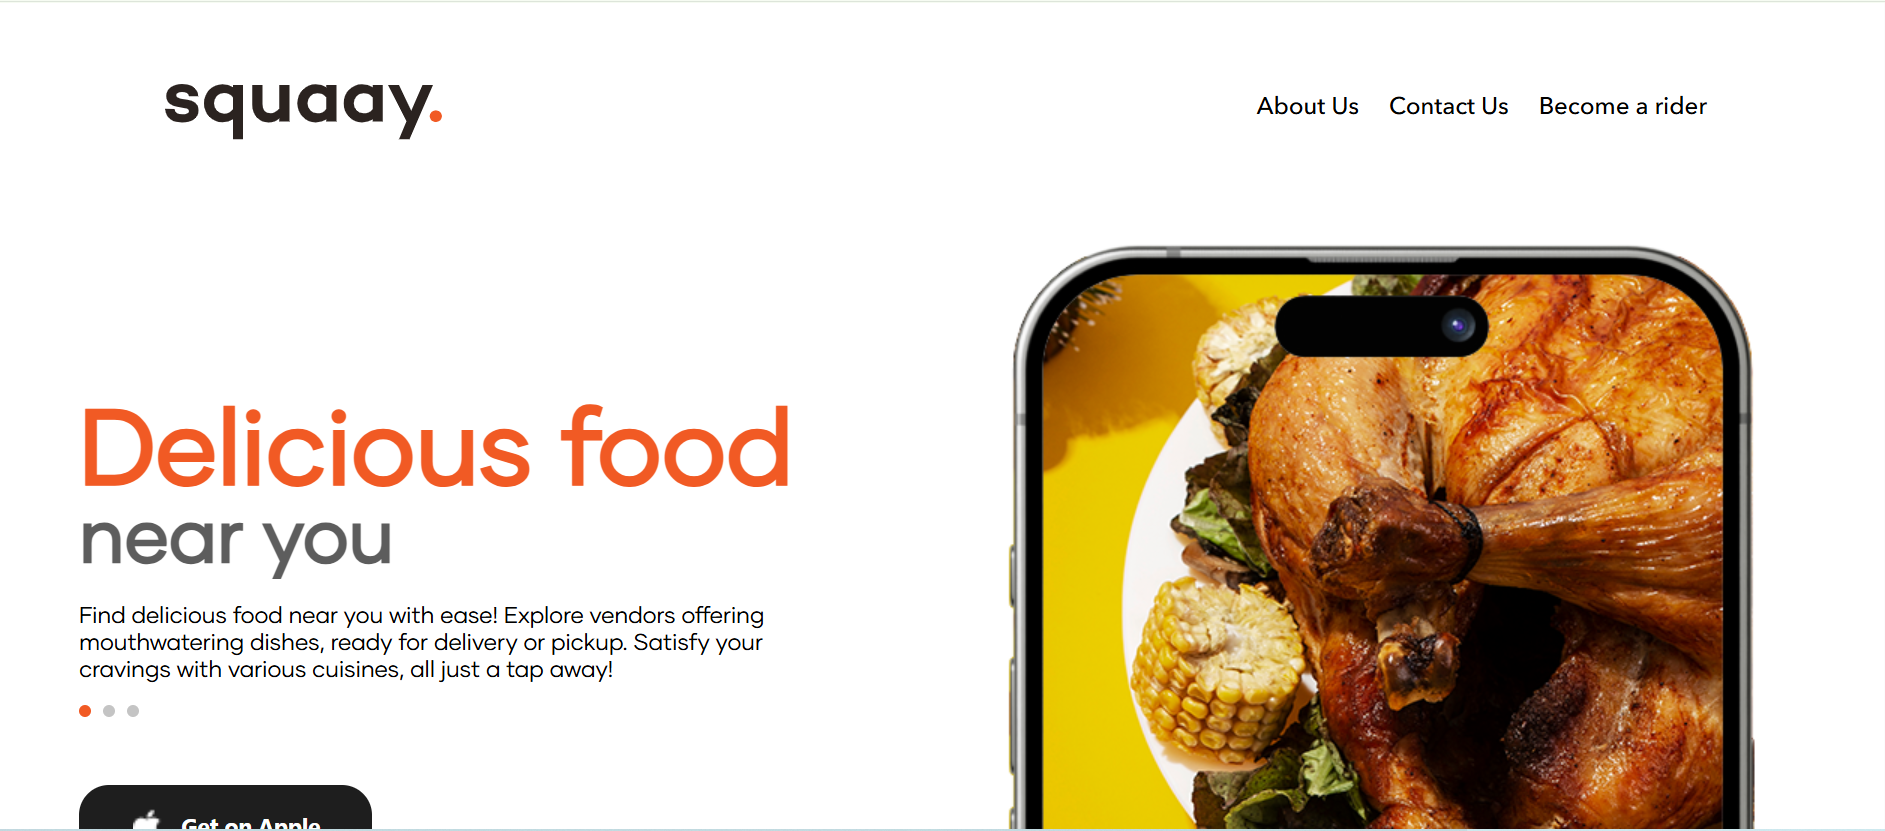 squaay.
About Us Contact Us Become a rider
Delicious food
near you
Find delicious food near you with ease! Explore vendors offering
mouthwatering dishes, ready for delivery or pickup. Satisfy your
cravings with various cuisines, all just a tap away!
Get on Apple